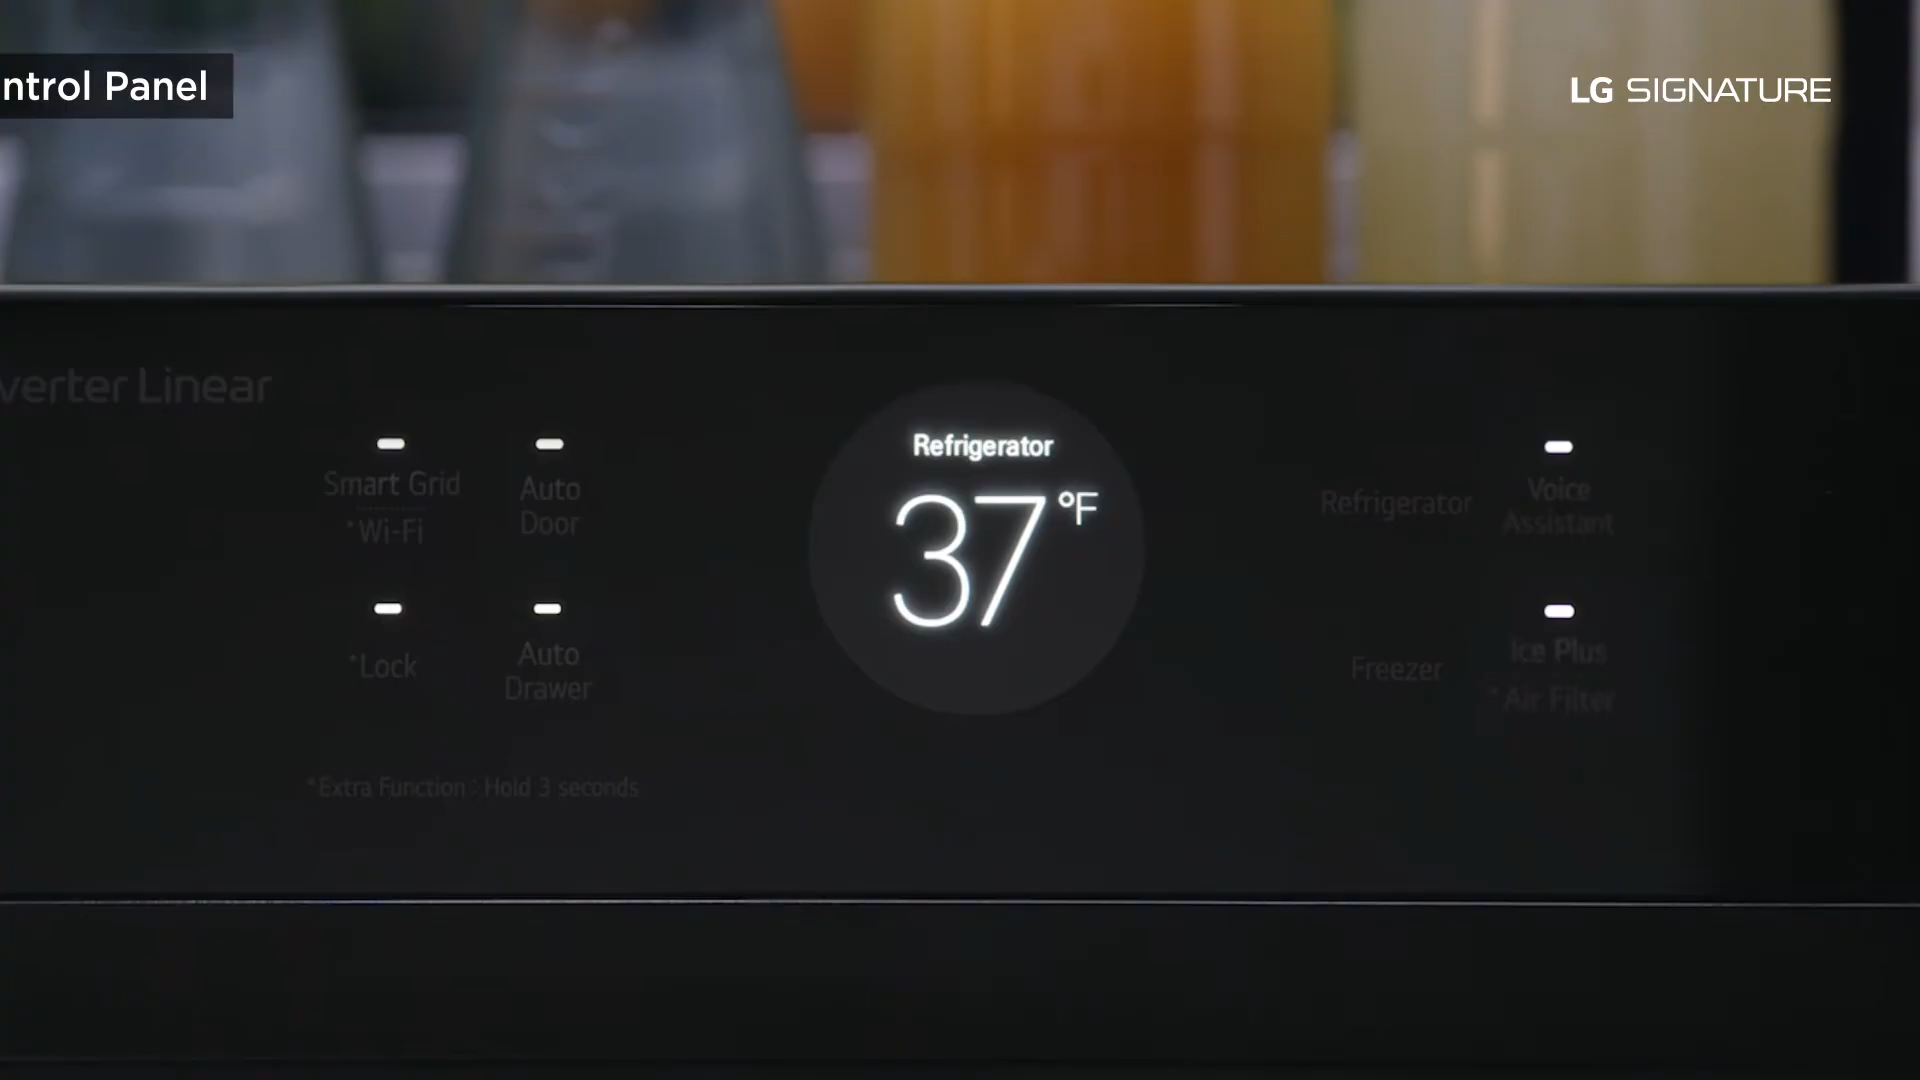 ntrol Panel
LG SIGNATURE
verter Linear
Smart Grid
*Wi-Fi
Auto
Door
*Lock
Auto
Drawer
*Extra Function : Hold 3 seconds
Refrigerator
37°F
Refrigerator
Voice
Assistant
Freezer
Ice Plus
*Air Filter